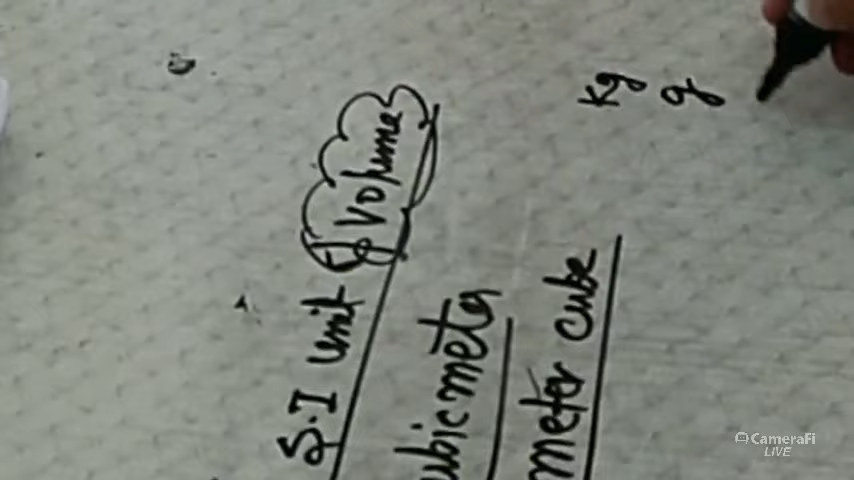 S.I unit of volume
ubic meter
meter cube
Kg
g
CameraFi
LIVE